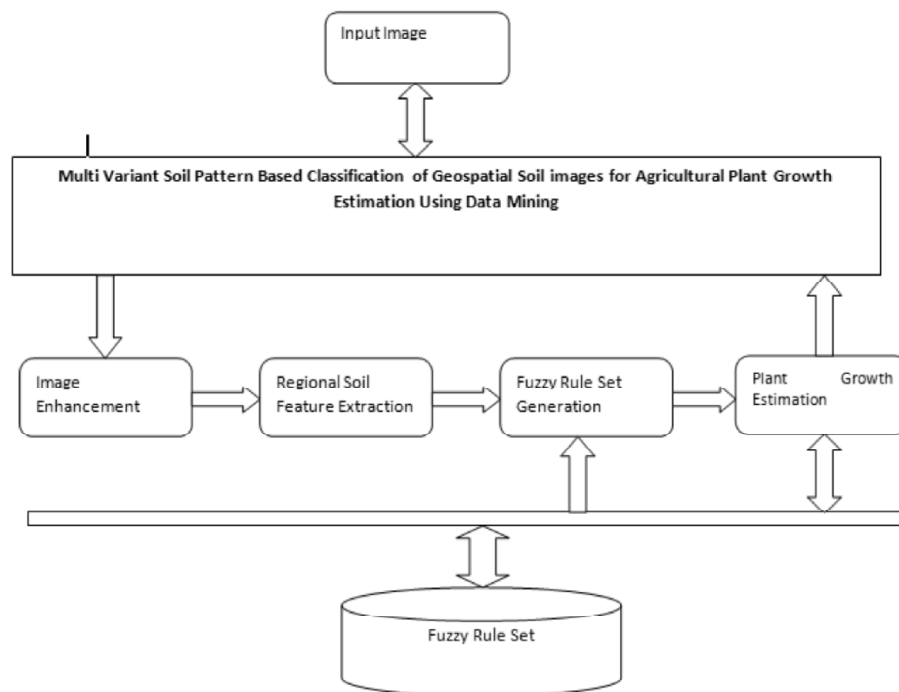 Input Image
Multi Variant Soil Pattern Based Classification of Geospatial Soil images for Agricultural Plant Growth
Estimation Using Data Mining
Image
Enhancement
Regional Soil
Feature Extraction
Fuzzy Rule Set
Generation
Plant Growth
Estimation
Fuzzy Rule Set